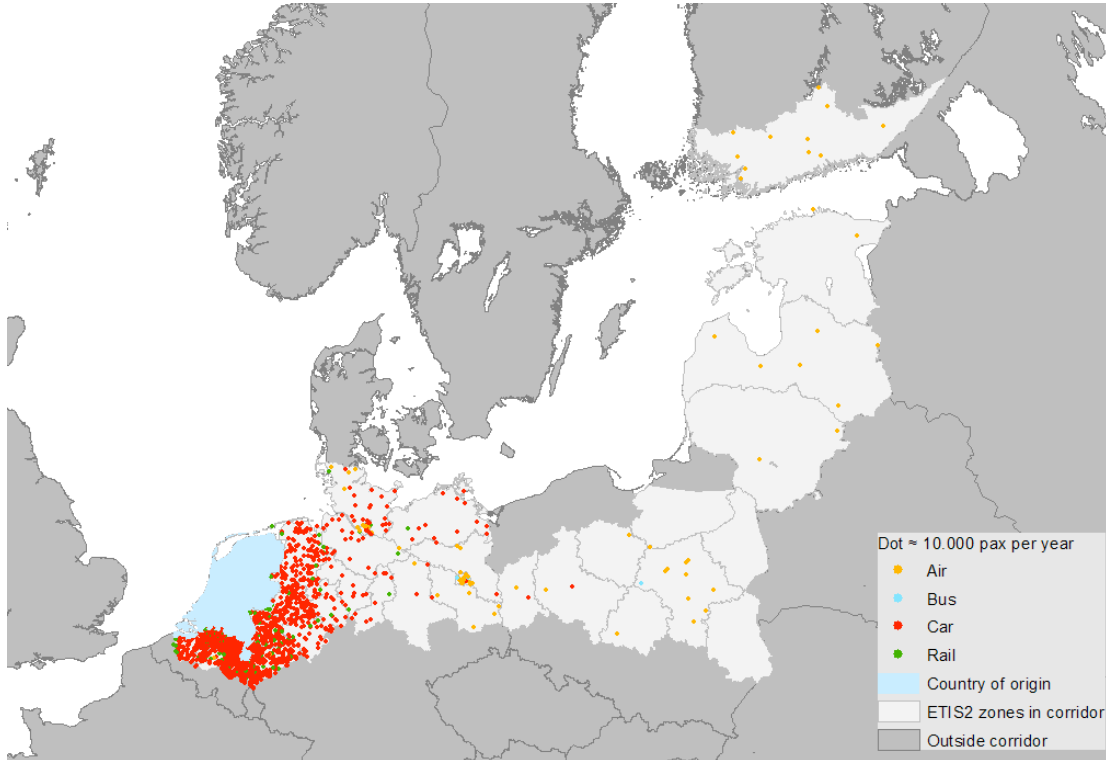 Dot ≈ 10.000 pax per year
Air
Bus
Car
Rail
Country of origin
ETIS2 zones in corridor
Outside corridor